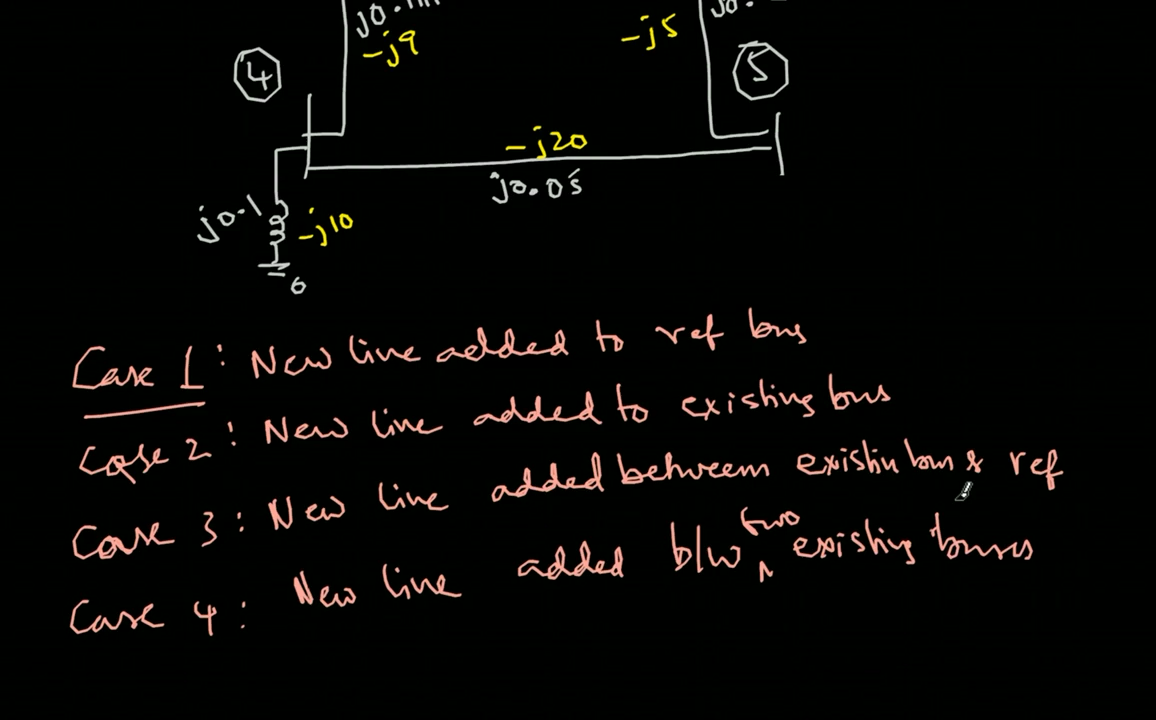 -j9
-j5
4
5
-j20
j0.05
j0.1
-j10
0
Case 1: New line added to ref bus
Case 2: New line added to existing bus
Case 3: New line added between existin bus & ref
Case 4: New line added b/w two existing buses